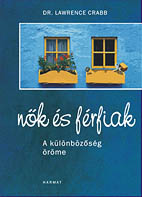 DR. LAWRENCE CRABB
nők és férfiak
A különbözőség
öröme
HARMAT